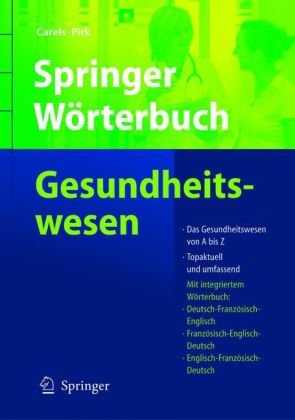 Carels · Pirk
Springer
Wörterbuch
Gesundheits-
wesen
· Das Gesundheitswesen
von A bis Z
· Topaktuell
und umfassend
Mit integriertem
Wörterbuch:
· Deutsch-Französisch-
Englisch
· Französisch-Englisch-
Deutsch
· Englisch-Französisch-
Deutsch
Springer